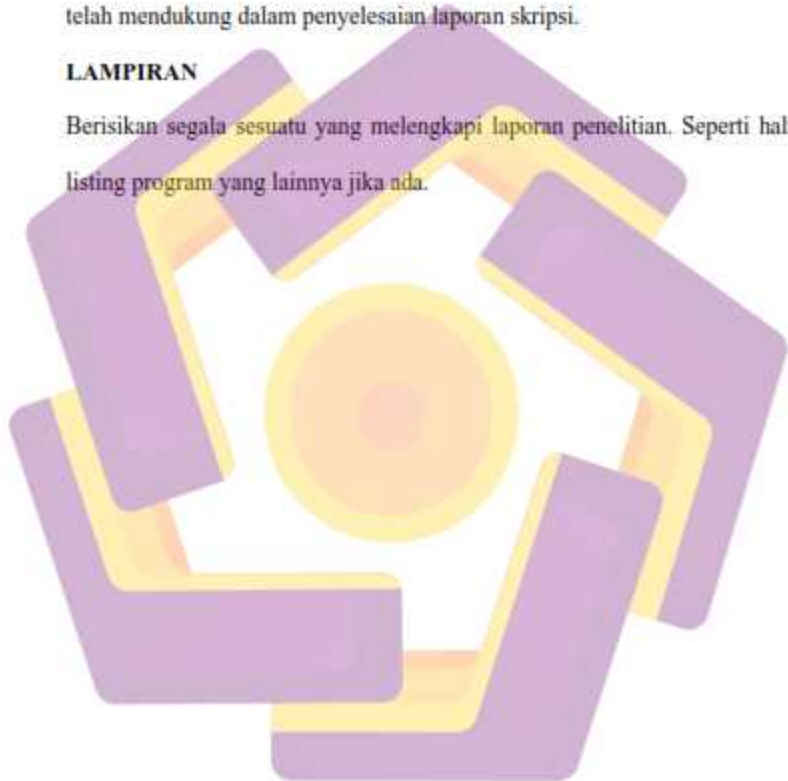 telah mendukung dalam penyelesaian laporan skripsi.
LAMPIRAN
Berisikan segala sesuatu yang melengkapi laporan penelitian. Seperti hal
listing program yang lainnya jika ada.